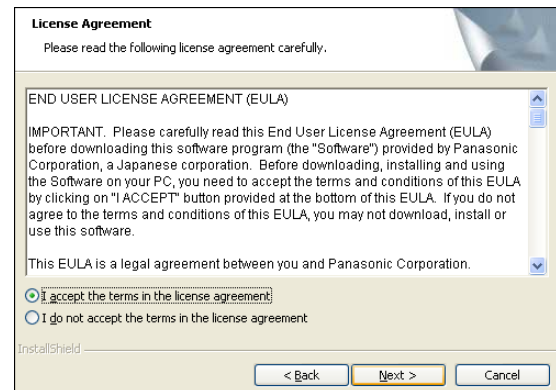 License Agreement
Please read the following license agreement carefully.
END USER LICENSE AGREEMENT (EULA)
IMPORTANT. Please carefully read this End User License Agreement (EULA)
before downloading this software program (the "Software") provided by Panasonic
Corporation, a Japanese corporation. Before downloading, installing and using
the Software on your PC, you need to accept the terms and conditions of this EULA
by clicking on "I ACCEPT" button provided at the bottom of this EULA. If you do not
agree to the terms and conditions of this EULA, you may not download, install or
use this software.
This EULA is a legal agreement between you and Panasonic Corporation.
I accept the terms in the license agreement
I do not accept the terms in the license agreement
InstallShield
< Back
Next >
Cancel